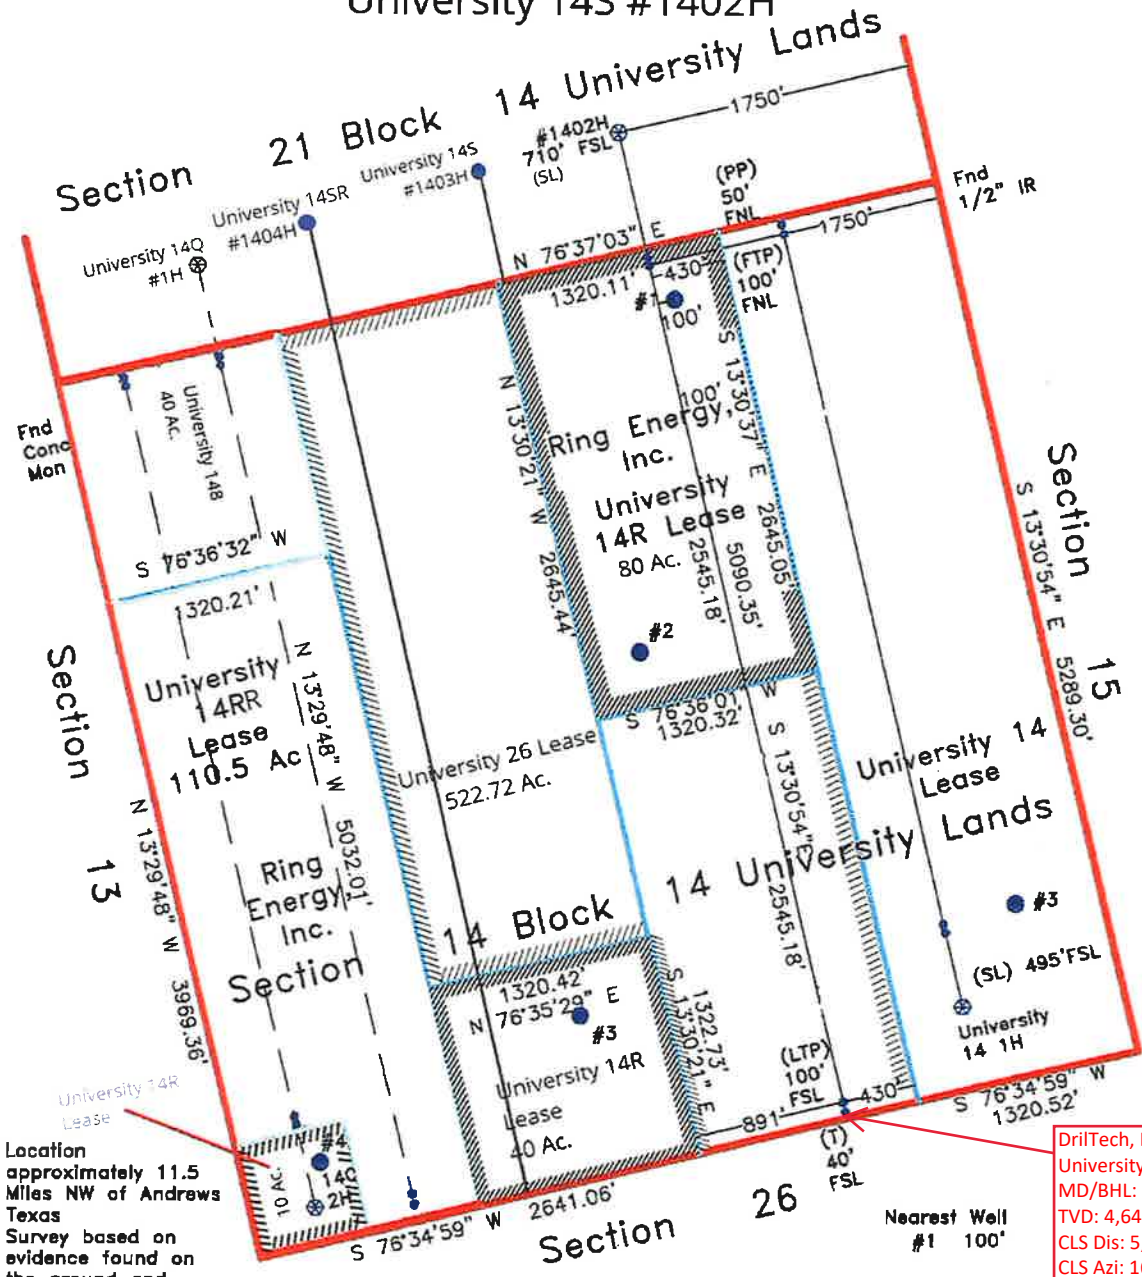 University 14S #1402H
Section 21 Block 14 University Lands
1750'
#1402H
710' FSL
(SL)
University 14S
#1403H
University 14SR
#1404H
University 14Q
#1H
(PP)
50'
FNL
Fnd
1/2" IR
1750'
N 76°37'03" E
1320.11'
430'
(FTP)
100'
FNL
#1
100'
University 14B
40 Ac.
Fnd
Conc
Mon
N 13°30'21" W 2645.44'
S 13°30'37" E 2645.05'
100'
Ring Energy,
Inc.
University
14R Lease
80 Ac.
2545.18'
5090.35'
#2
S 76°36'01" W
1320.32'
S 76°36'32" W
1320.21'
Section 13
Section 15
S 13°30'54" E 5289.30'
University
14RR
Lease
110.5 Ac
N 13°29'48" W 5032.01'
University 26 Lease
522.72 Ac.
S 13°30'54"E 2545.18'
University 14
Lease
N 13°29'48" W 3969.36'
Ring
Energy,
Inc.
Section 14 Block 14 University Lands
1320.42'
N 76°35'29" E
#3
S 13°30'21" E
1322.73'
University 14R
Lease
40 Ac.
#3
(SL) 495'FSL
University
14 1H
(LTP)
100'
FSL
430'
891'
(T)
40'
FSL
S 76°34'59" W
1320.52'
University 14R
Lease
10 Ac.
#4
14Q
2H
S 76°34'59" W 2641.06'
Section 26
Location
approximately 11.5
Miles NW of Andrews
Texas
Survey based on
evidence found on
the ground and
Nearest Well
#1 100'
DrilTech,
University
MD/BHL:
TVD: 4,64
CLS Dis: 5,
CLS Azi: 1